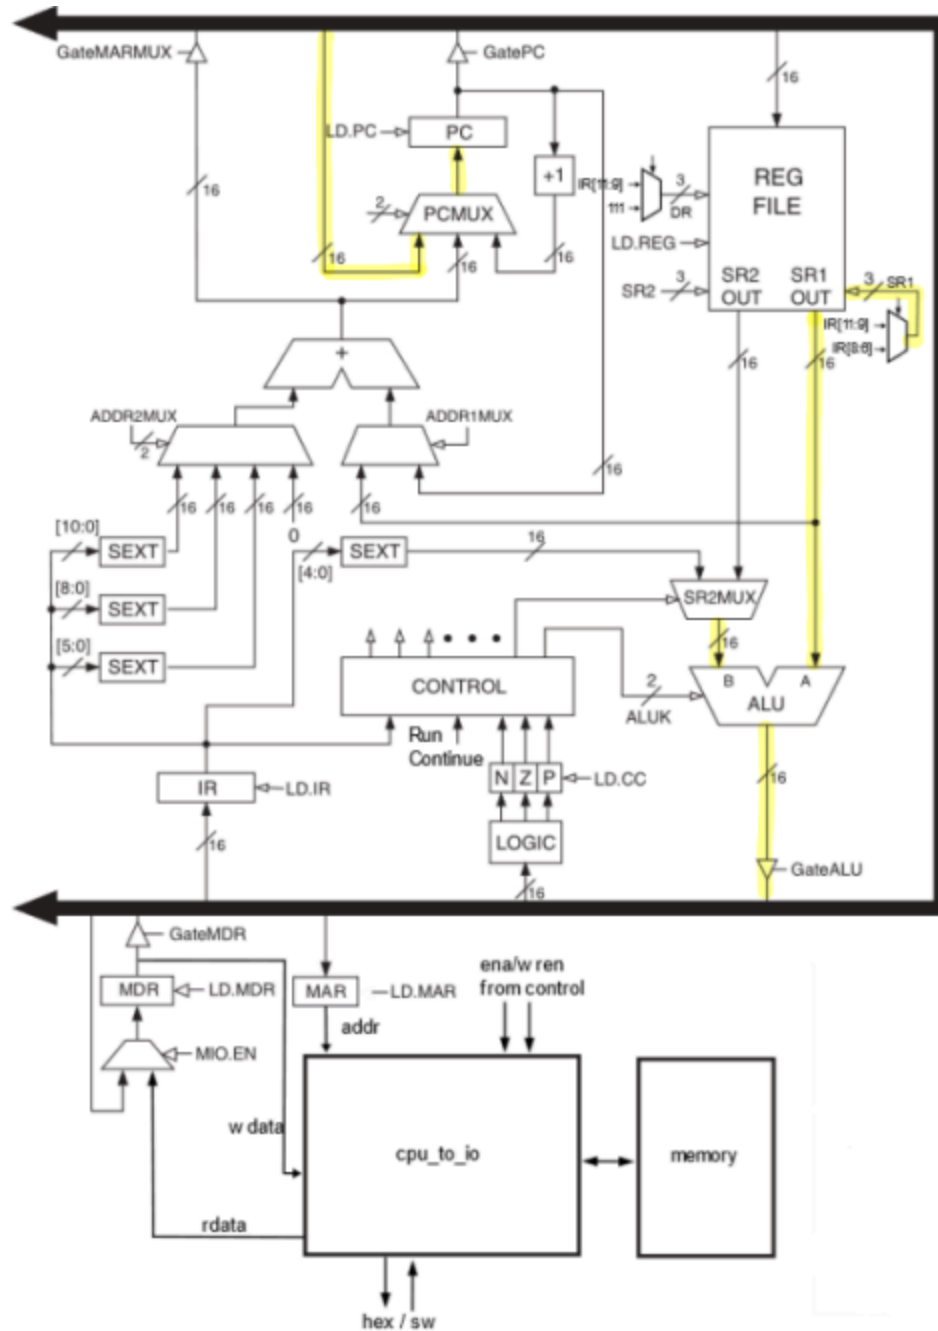 GateMARMUX
GatePC
16
LD.PC
PC
+1
REG
FILE
IR[11:9]
111
3
DR
16
2
PCMUX
LD.REG
16
16
16
SR2
3
SR2
OUT
SR1
OUT
3
SR1
IR[11:9]
IR[8:6]
+
16
16
ADDR2MUX
2
ADDR1MUX
16
16
16
16
16
16
0
[10:0]
SEXT
[4:0]
SEXT
16
[8:0]
SEXT
SR2MUX
[5:0]
SEXT
16
B
A
ALU
CONTROL
2
ALUK
Run
Continue
N Z P
LD.CC
16
IR
LD.IR
LOGIC
16
16
GateALU
GateMDR
MDR
LD.MDR
MAR
LD.MAR
ena/w ren
from control
addr
MIO.EN
w data
cpu_to_io
memory
rdata
hex / sw